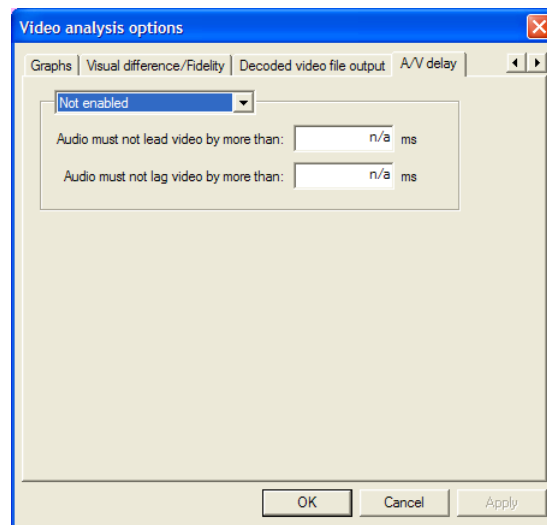 Video analysis options
Graphs Visual difference/Fidelity Decoded video file output A/V delay
Not enabled
Audio must not lead video by more than: n/a ms
Audio must not lag video by more than: n/a ms
OK Cancel Apply